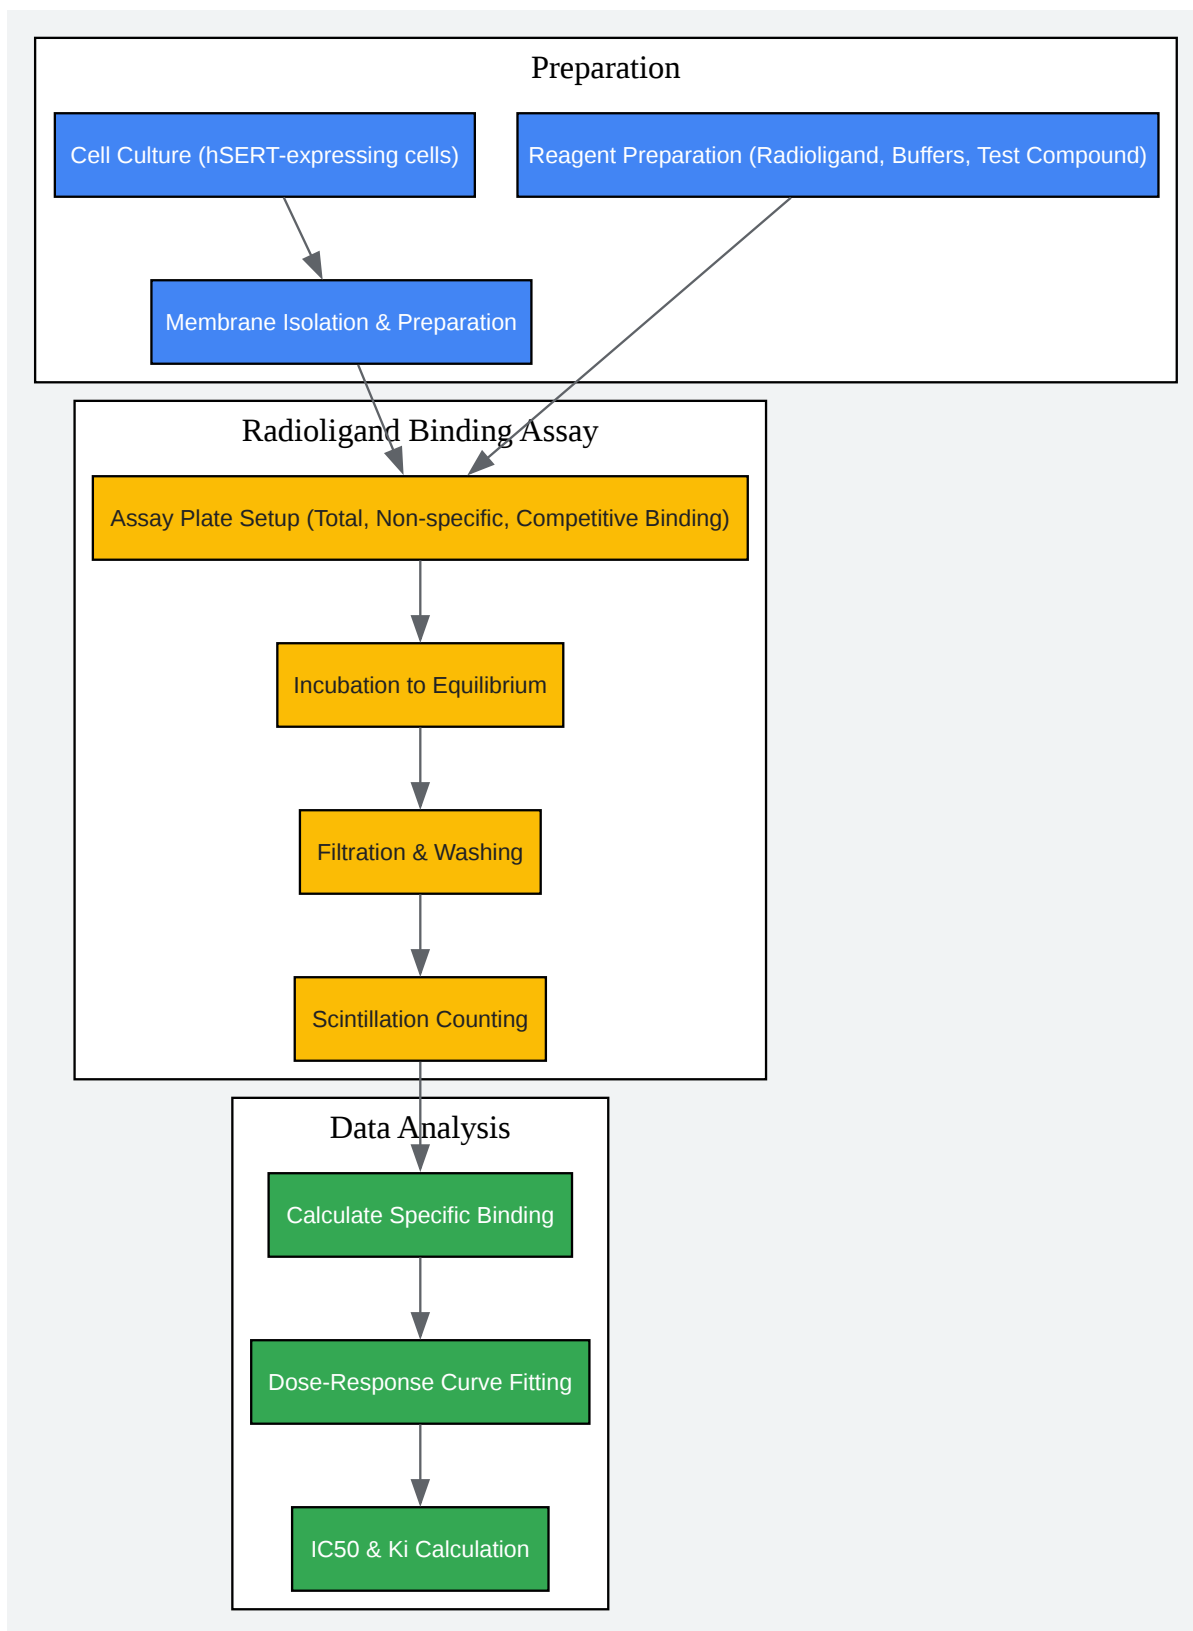 Preparation
Cell Culture (hSERT-expressing cells)
Reagent Preparation (Radioligand, Buffers, Test Compound)
Membrane Isolation & Preparation
Radioligand Binding Assay
Assay Plate Setup (Total, Non-specific, Competitive Binding)
Incubation to Equilibrium
Filtration & Washing
Scintillation Counting
Data Analysis
Calculate Specific Binding
Dose-Response Curve Fitting
IC50 & Ki Calculation